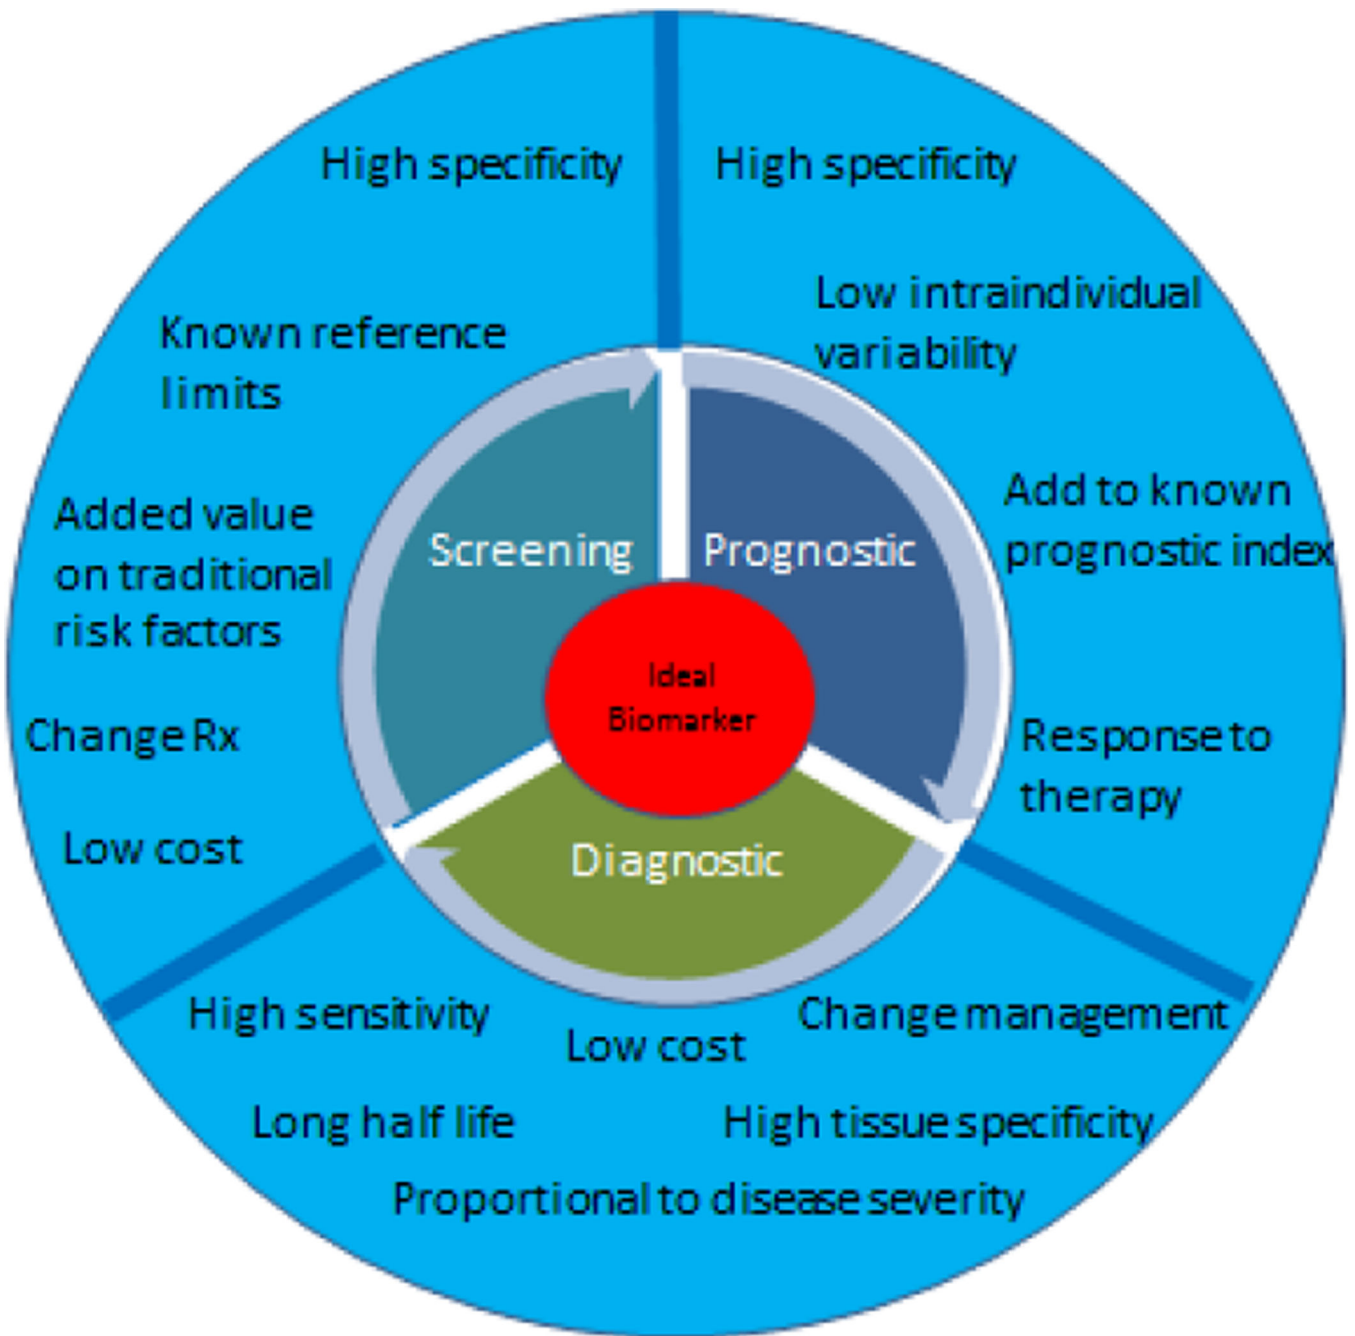 High specificity
Known reference
limits
Added value
on traditional
risk factors
Change Rx
Low cost
High specificity
Low intraindividual
variability
Add to known
prognostic index
Response to
therapy
Screening
Prognostic
Ideal
Biomarker
Diagnostic
High sensitivity
Low cost
Change management
Long half life
High tissue specificity
Proportional to disease severity